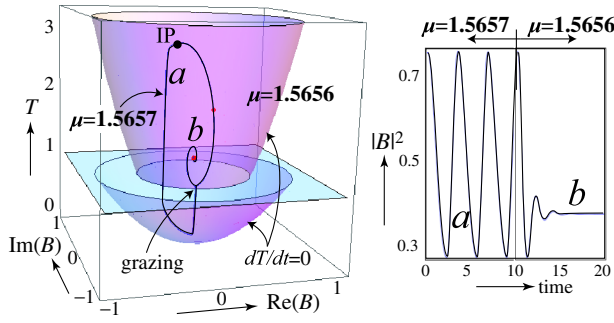 3
IP
2
a
μ=1.5656
T
μ=1.5657
1
b
0
1
Im(B)
0
−1
grazing
dT/dt=0
−1
0
1
Re(B)
μ=1.5657
μ=1.5656
0.7
|B|²
0.5
0.3
a
b
0
5
10
15
20
time